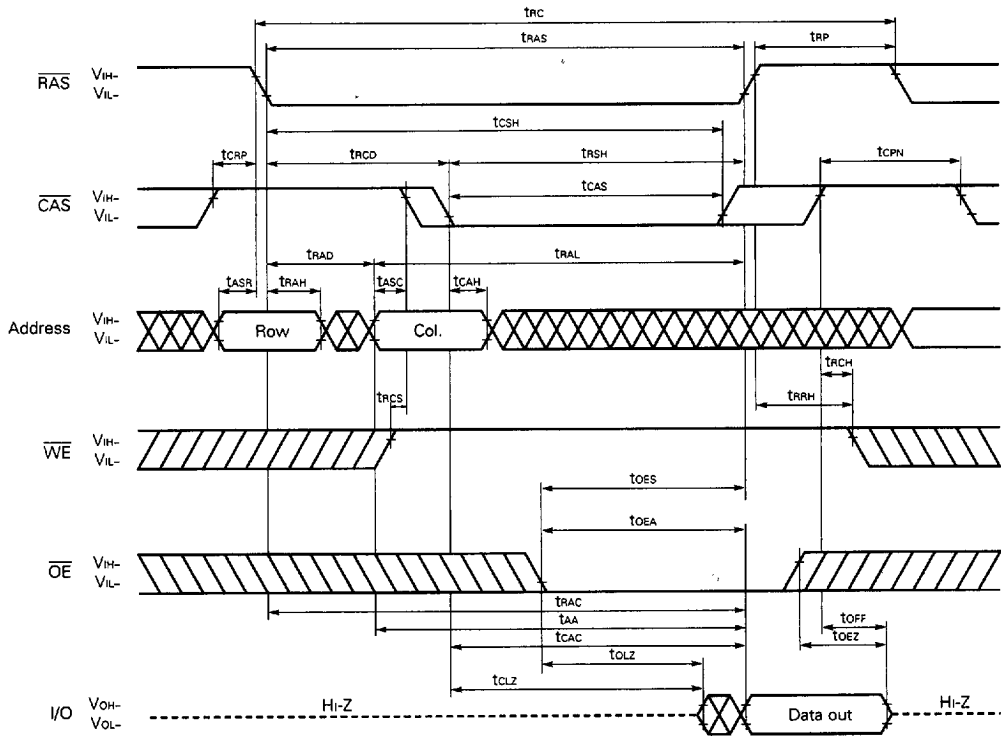 tRC
tRAS
tRP
RAS
VIH–
VIL–
tCSH
tCRP
tRCD
tRSH
tCPN
tCAS
CAS
VIH–
VIL–
tRAD
tRAL
tASR
tRAH
tASC
tCAH
Address
VIH–
VIL–
Row
Col.
tRCH
tRCS
tRRH
WE
VIH–
VIL–
tOES
tOEA
OE
VIH–
VIL–
tRAC
tAA
tOFF
tCAC
tOEZ
tOLZ
tCLZ
I/O
VOH–
VOL–
HI-Z
Data out
HI-Z